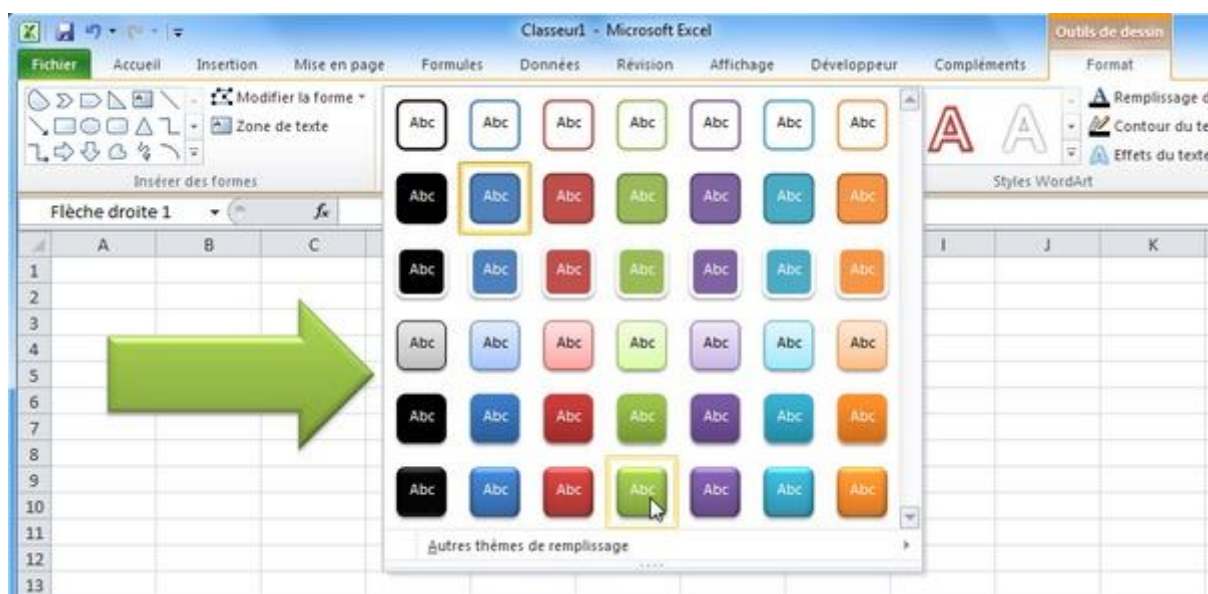 Classeur1 - Microsoft Excel
Outils de dessin
Fichier Accueil Insertion Mise en page Formules Données Révision Affichage Développeur Compléments Format
Modifier la forme
Zone de texte
Insérer des formes
Abc Abc Abc Abc Abc Abc Abc
Abc Abc Abc Abc Abc Abc Abc
Abc Abc Abc Abc Abc Abc Abc
Abc Abc Abc Abc Abc Abc Abc
Abc Abc Abc Abc Abc Abc Abc
Abc Abc Abc Abc Abc Abc Abc
Autres thèmes de remplissage
A A
A Remplissage d
Contour du te
Effets du texte
Styles WordArt
Flèche droite 1 fx
A B C I J K
1
2
3
4
5
6
7
8
9
10
11
12
13